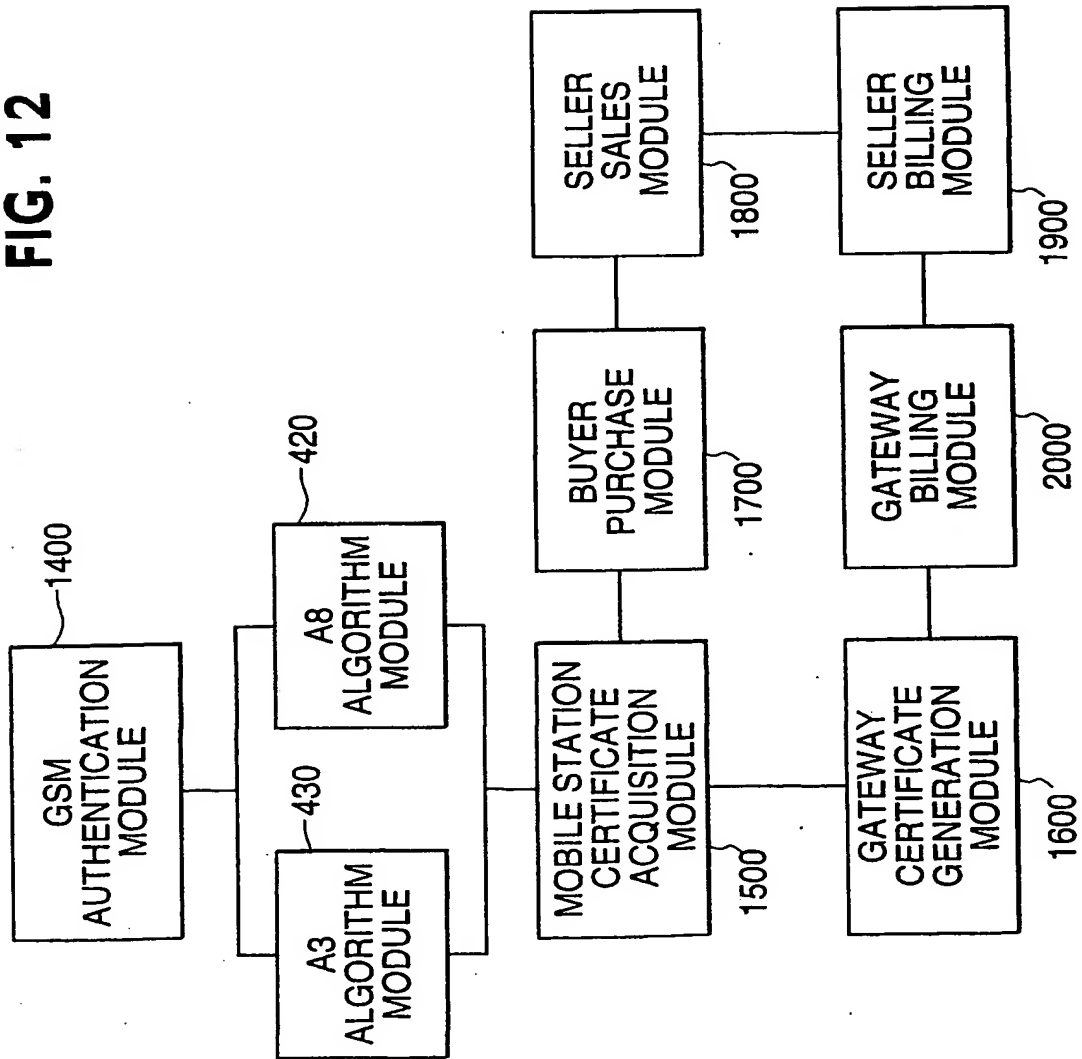 FIG. 12
GSM
AUTHENTICATION
MODULE
1400
A3
ALGORITHM
MODULE
430
A8
ALGORITHM
MODULE
420
MOBILE STATION
CERTIFICATE
ACQUISITION
MODULE
1500
BUYER
PURCHASE
MODULE
1700
SELLER
SALES
MODULE
1800
GATEWAY
CERTIFICATE
GENERATION
MODULE
1600
GATEWAY
BILLING
MODULE
2000
SELLER
BILLING
MODULE
1900